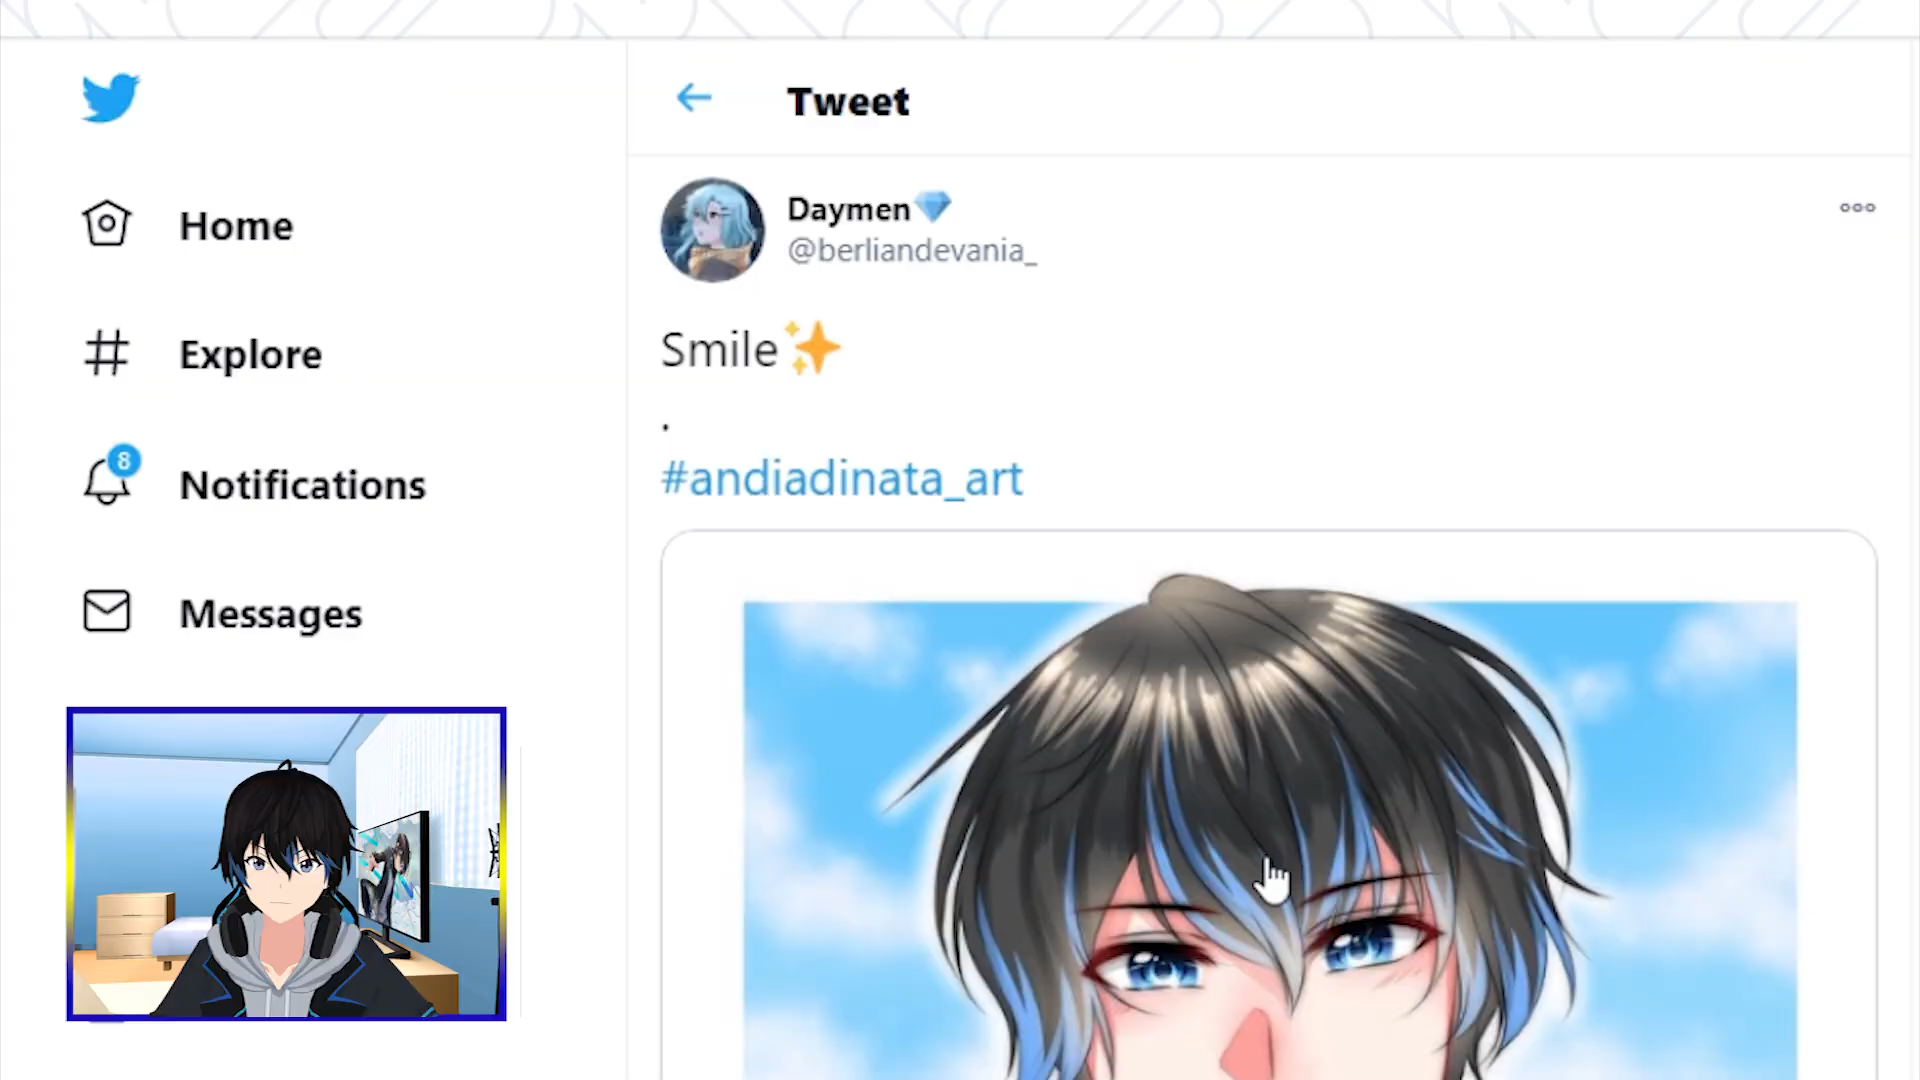 Tweet
Home
Explore
8
Notifications
Messages
Daymen💎
@berliandevania_
Smile✨
.
#andiadinata_art